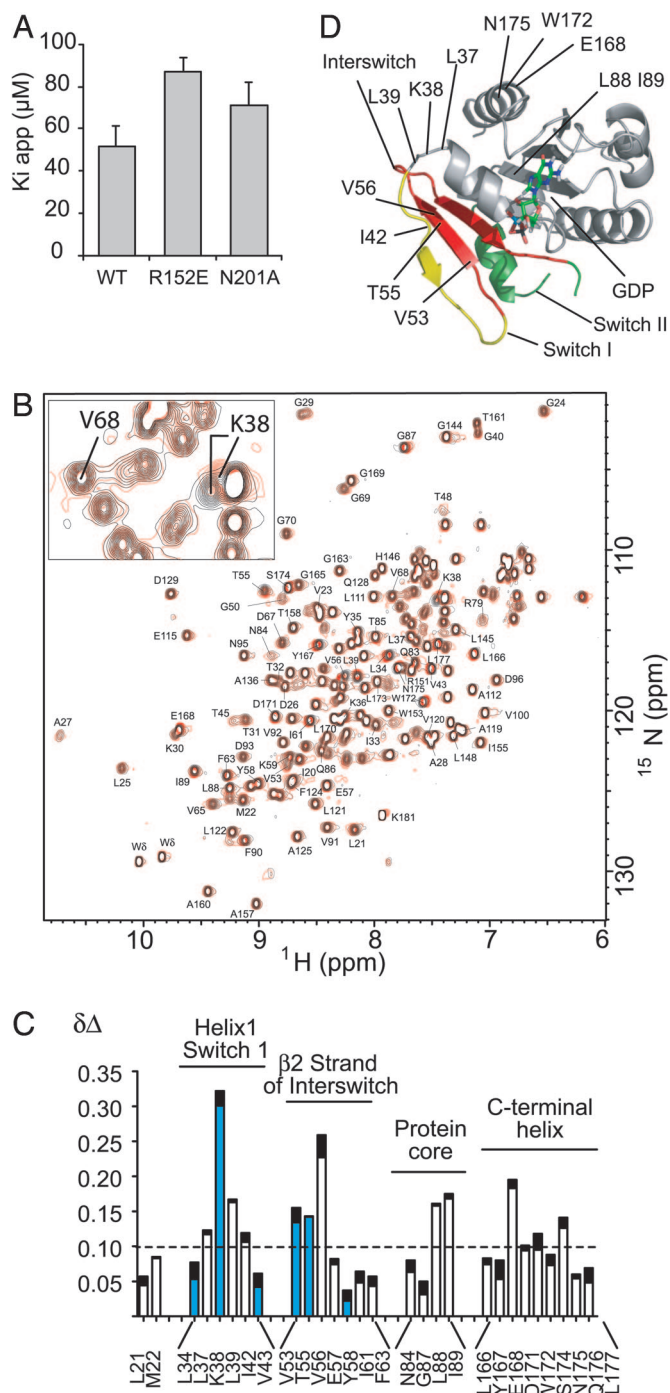 A
Ki app (µM)
100
80
60
40
20
0
WT R152E N201A
D
N175 W172
E168
L37
L88 I89
Interswitch
K38
L39
V56
I42
T55
V53
GDP
Switch II
Switch I
B
V68
K38
G29
G24
G87
G144
T161
G40
G169
G69
T48
G70
G163
H146
D129
T55
S174
G165
Q128
V68
K38
G50
V23
L111
R79
E115
D67
T158
Y35
T85
N84
L37
L145
N95
Y167
V56
L39
L34
Q83
L177
L166
T32
R151
A136
N175
V43
D96
L173
W172
A112
D26
K36
W153
A27
E168
T45
D171
L170
V100
K30
T31
V92
I61
I33
V120
A119
D93
K59
A28
L148
I155
L25
I89
F63
Y58
I20
Q86
L88
V53
F124
E57
V65
M22
L121
K181
L122
A125
V91
L21
F90
Wδ
Wδ
A160
A157
110
120
130
15 N (ppm)
10 9 8 7 6
1H (ppm)
C
δΔ
Helix1
Switch 1
β2 Strand
of Interswitch
Protein
core
C-terminal
helix
0.35
0.30
0.25
0.20
0.15
0.10
0.05
L21
M22
L34
L37
K38
L39
I42
V43
V53
T55
V56
E57
Y58
I61
F63
N84
G87
L88
I89
L166
Y167
E168
D171
W172
S174
N175
Q176
L177